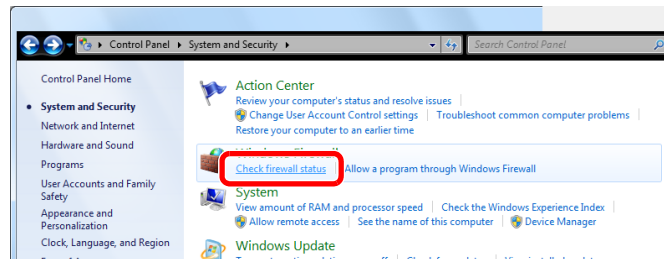 Control Panel ▸ System and Security ▸
Search Control Panel
Control Panel Home
System and Security
Network and Internet
Hardware and Sound
Programs
User Accounts and Family
Safety
Appearance and
Personalization
Clock, Language, and Region
Action Center
Review your computer's status and resolve issues
Change User Account Control settings
Troubleshoot common computer problems
Restore your computer to an earlier time
Windows Firewall
Check firewall status
Allow a program through Windows Firewall
System
View amount of RAM and processor speed
Check the Windows Experience Index
Allow remote access
See the name of this computer
Device Manager
Windows Update